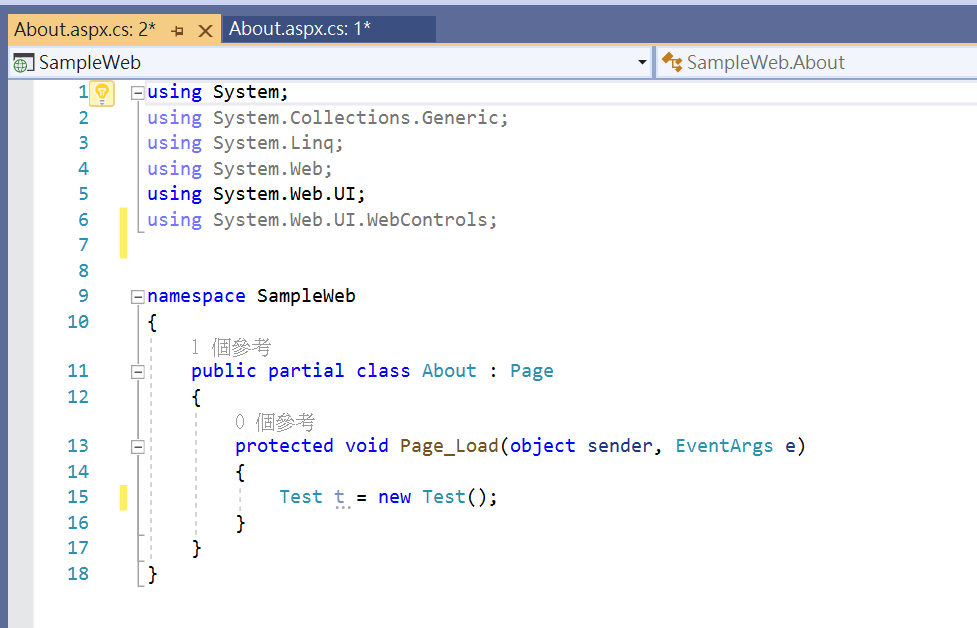 About.aspx.cs: 2* About.aspx.cs: 1*
SampleWeb SampleWeb.About
1 using System;
2 using System.Collections.Generic;
3 using System.Linq;
4 using System.Web;
5 using System.Web.UI;
6 using System.Web.UI.WebControls;
7
8
9 namespace SampleWeb
10 {
1 個參考
11 public partial class About : Page
12 {
0 個參考
13 protected void Page_Load(object sender, EventArgs e)
14 {
15 Test t = new Test();
16 }
17 }
18 }